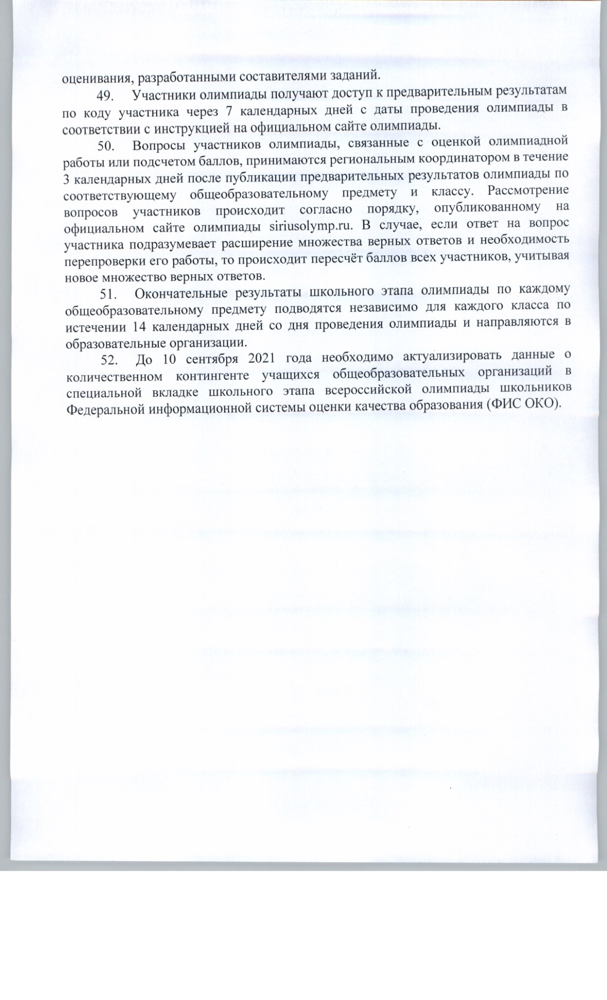 оценивания, разработанными составителями заданий.
49. Участники олимпиады получают доступ к предварительным результатам
по коду участника через 7 календарных дней с даты проведения олимпиады в
соответствии с инструкцией на официальном сайте олимпиады.
50. Вопросы участников олимпиады, связанные с оценкой олимпиадной
работы или подсчетом баллов, принимаются региональным координатором в течение
3 календарных дней после публикации предварительных результатов олимпиады по
соответствующему общеобразовательному предмету и классу. Рассмотрение
вопросов участников происходит согласно порядку, опубликованному на
официальном сайте олимпиады siriusolymp.ru. В случае, если ответ на вопрос
участника подразумевает расширение множества верных ответов и необходимость
перепроверки его работы, то происходит пересчёт баллов всех участников, учитывая
новое множество верных ответов.
51. Окончательные результаты школьного этапа олимпиады по каждому
общеобразовательному предмету подводятся независимо для каждого класса по
истечении 14 календарных дней со дня проведения олимпиады и направляются в
образовательные организации.
52. До 10 сентября 2021 года необходимо актуализировать данные о
количественном контингенте учащихся общеобразовательных организаций в
специальной вкладке школьного этапа всероссийской олимпиады школьников
Федеральной информационной системы оценки качества образования (ФИС ОКО).